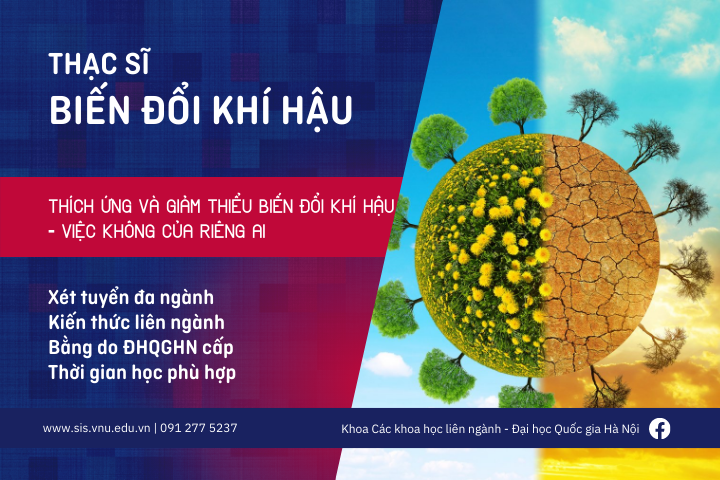 THẠC SĨ
BIẾN ĐỔI KHÍ HẬU
THÍCH ỨNG VÀ GIẢM THIỂU BIẾN ĐỔI KHÍ HẬU
- VIỆC KHÔNG CỦA RIÊNG AI
Xét tuyển đa ngành
Kiến thức liên ngành
Bằng do ĐHQGHN cấp
Thời gian học phù hợp
www.sis.vnu.edu.vn | 091 277 5237
Khoa Các khoa học liên ngành - Đại học Quốc gia Hà Nội